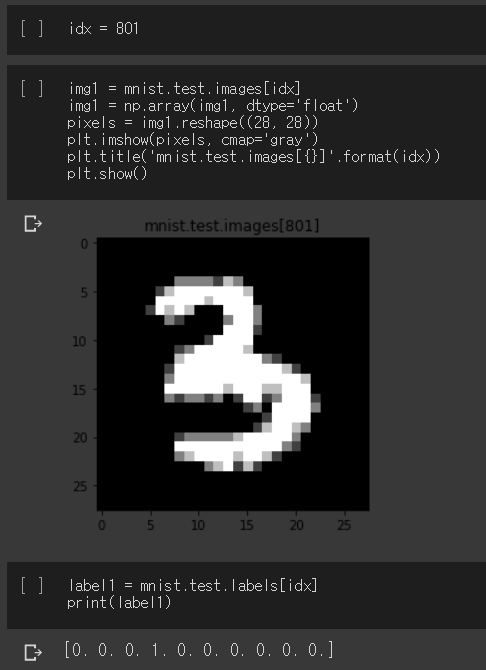 [ ] idx = 801
[ ] img1 = mnist.test.images[idx]
img1 = np.array(img1, dtype='float')
pixels = img1.reshape((28, 28))
plt.imshow(pixels, cmap='gray')
plt.title('mnist.test.images[{}]'.format(idx))
plt.show()
mnist.test.images[801]
0
5
10
15
20
25
0 5 10 15 20 25
3
[ ] label1 = mnist.test.labels[idx]
print(label1)
[0. 0. 0. 1. 0. 0. 0. 0. 0. 0.]